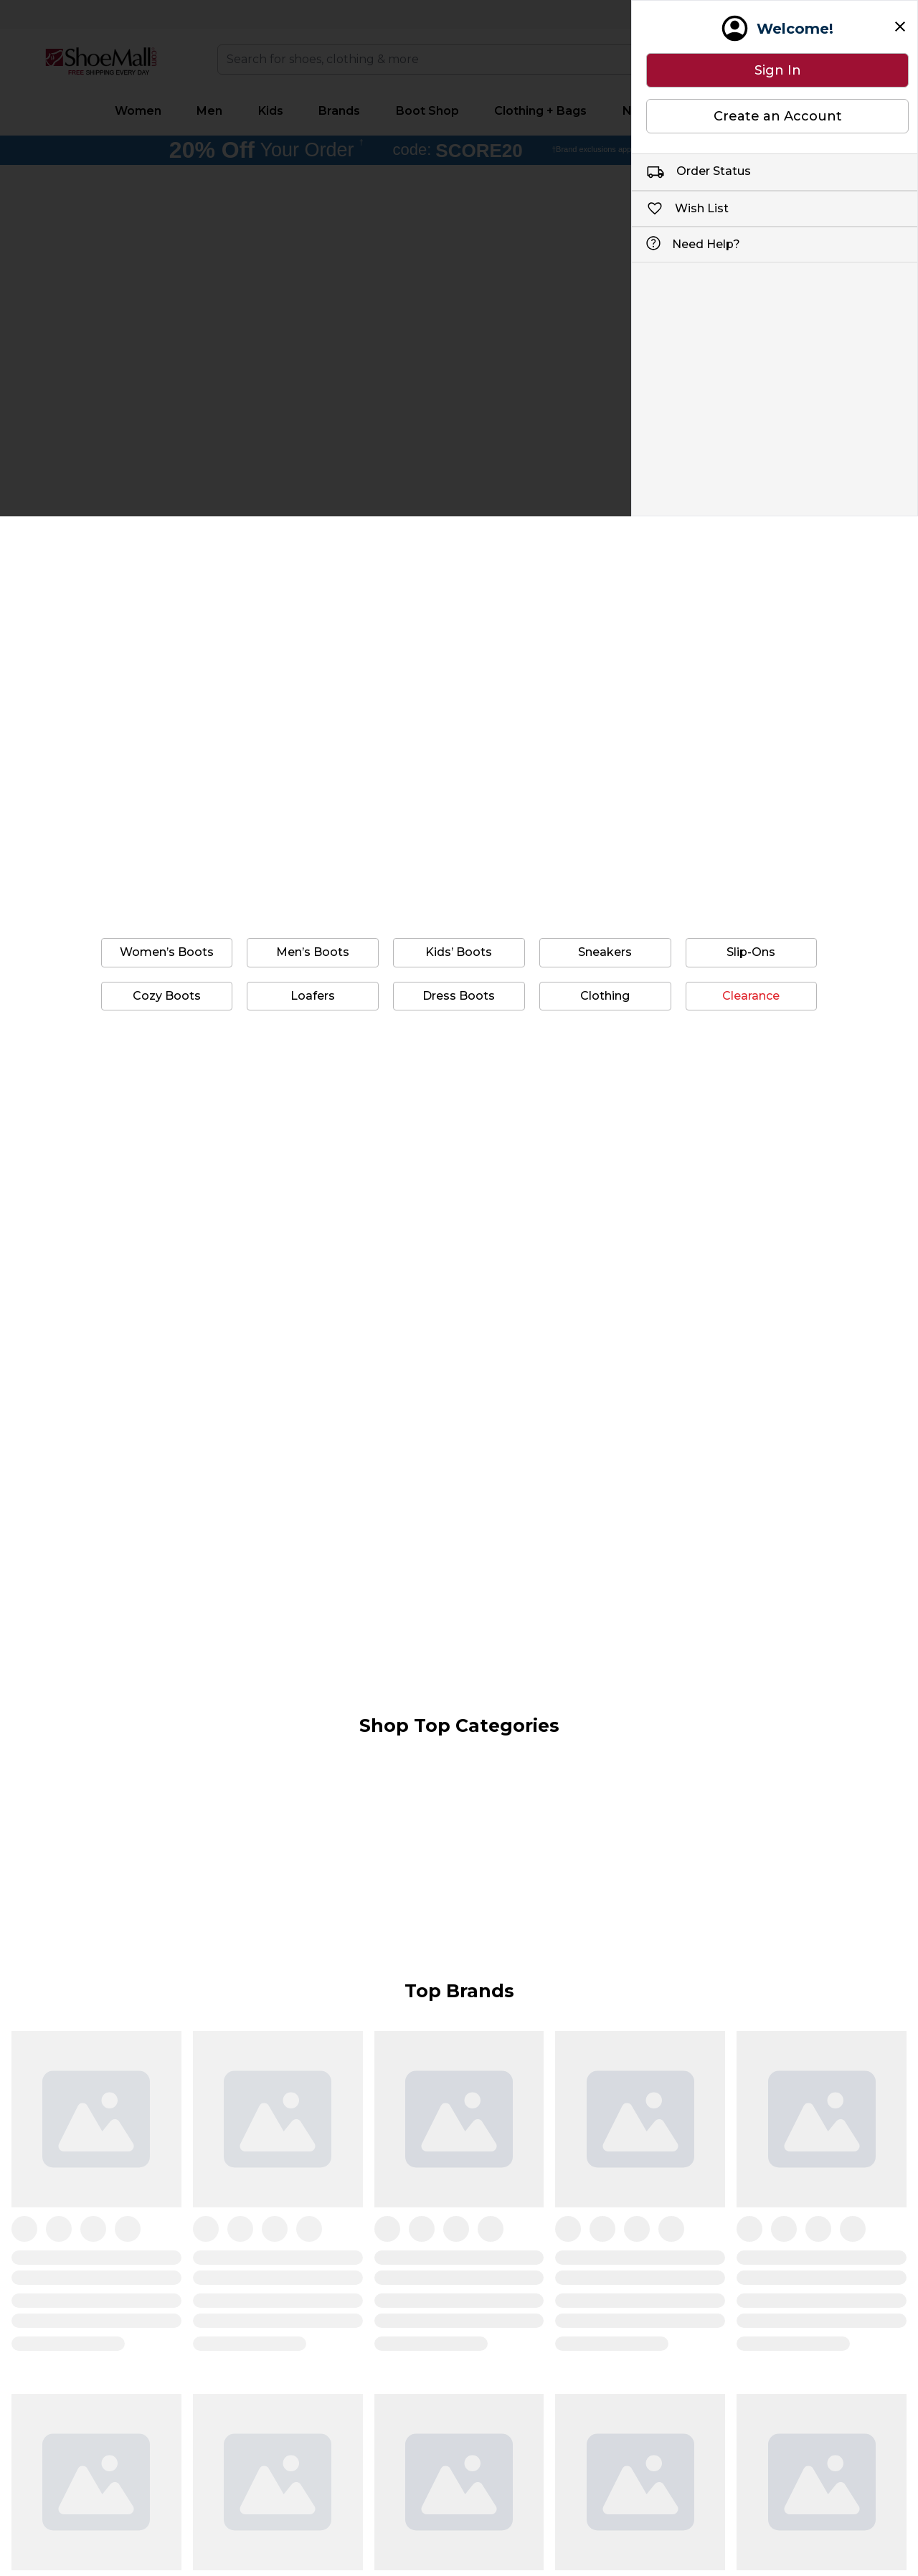 ShoeMall.com
FREE SHIPPING EVERY DAY
Search for shoes, clothing & more
Women Men Kids Brands Boot Shop Clothing + Bags N
20% Off Your Order † code: SCORE20 †Brand exclusions app
Welcome!
Sign In
Create an Account
Order Status
Wish List
Need Help?
Women's Boots Men's Boots Kids' Boots Sneakers Slip-Ons
Cozy Boots Loafers Dress Boots Clothing Clearance
Shop Top Categories
Top Brands